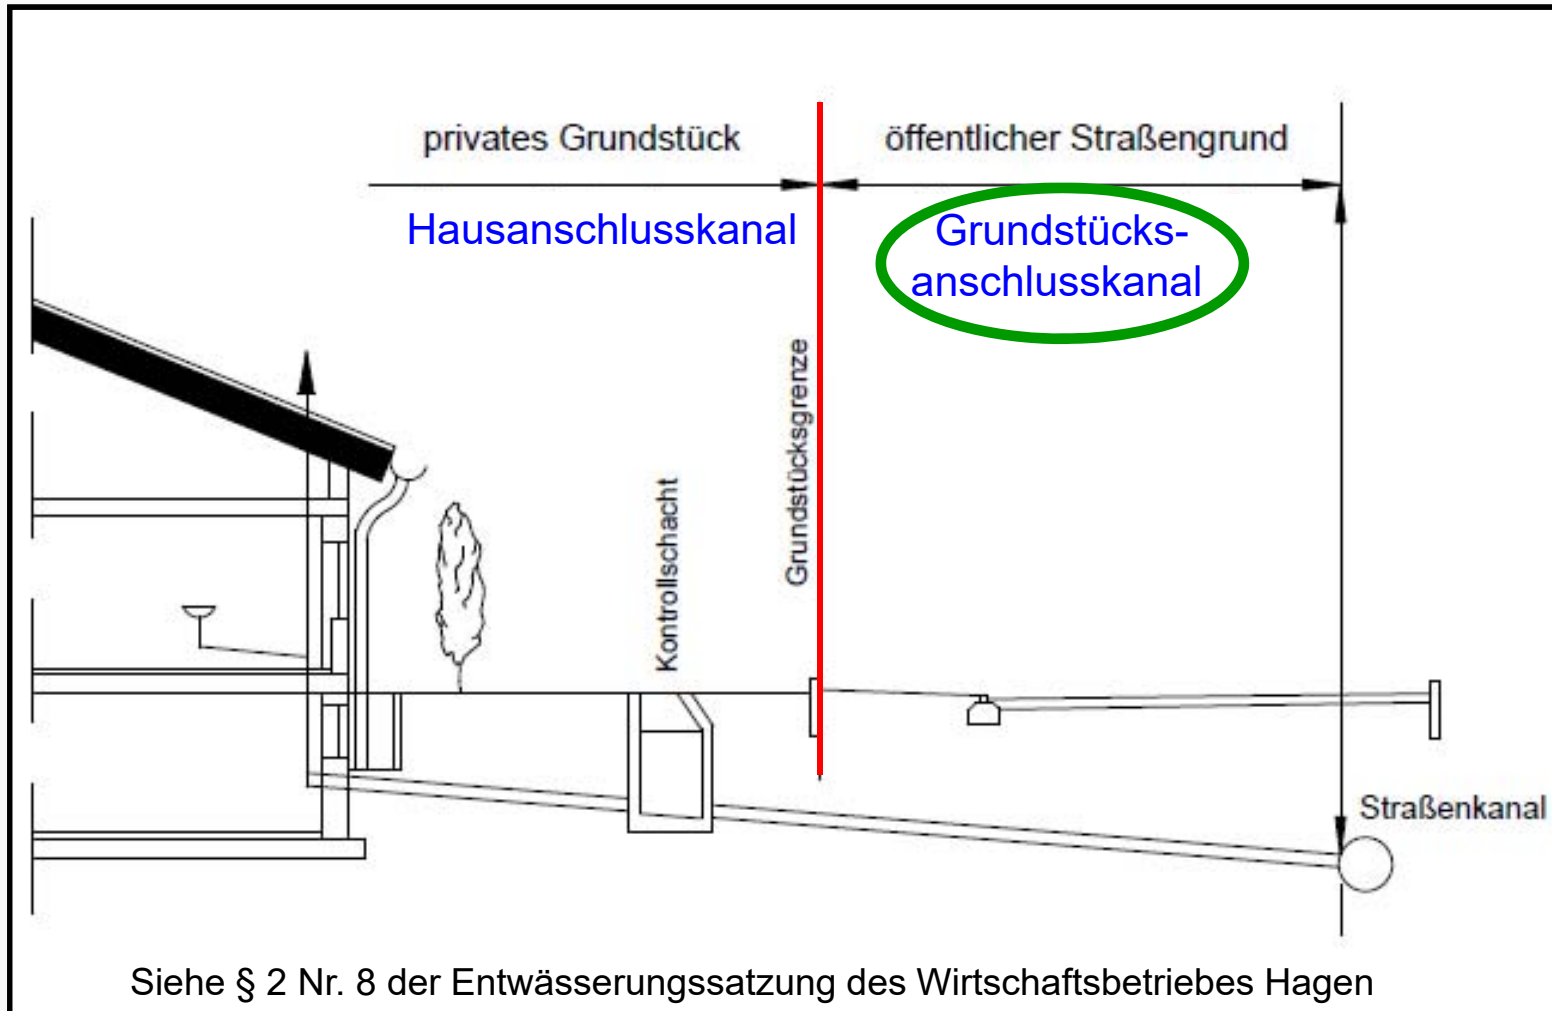 privates Grundstück
öffentlicher Straßengrund
Hausanschlusskanal
Grundstücks-
anschlusskanal
Grundstücksgrenze
Kontrollschacht
Straßenkanal
Siehe § 2 Nr. 8 der Entwässerungssatzung des Wirtschaftsbetriebes Hagen